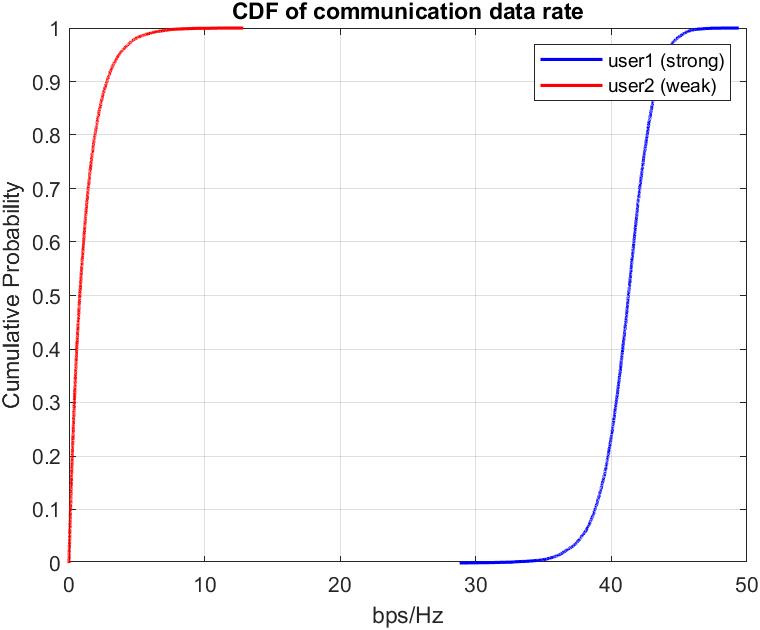 CDF of communication data rate
user1 (strong)
user2 (weak)
Cumulative Probability
1
0.9
0.8
0.7
0.6
0.5
0.4
0.3
0.2
0.1
0
0 10 20 30 40 50
bps/Hz